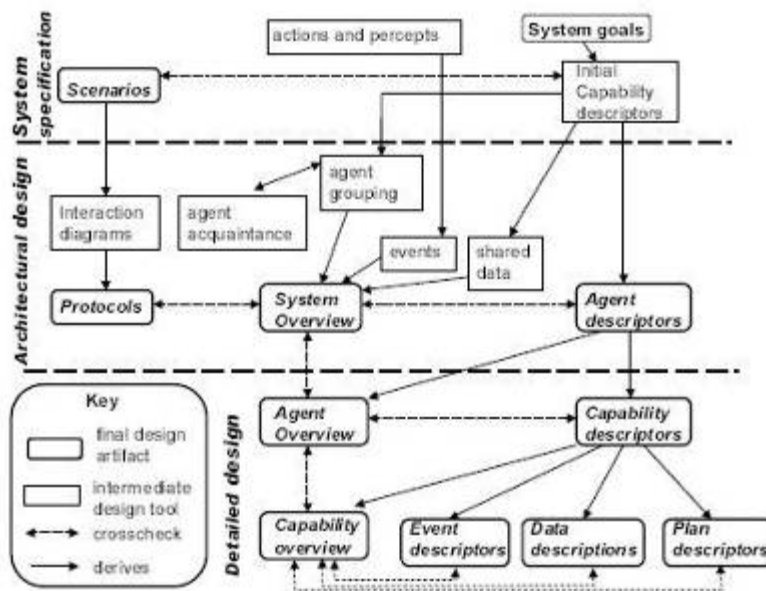 System
specification
actions and percepts
System goals
Scenarios
Initial
Capability
descriptors
Architectural design
Interaction
diagrams
agent
acquaintance
agent
grouping
events
shared
data
Protocols
System
Overview
Agent
descriptors
Key
final design
artifact
intermediate
design tool
crosscheck
derives
Detailed design
Agent
Overview
Capability
descriptors
Capability
overview
Event
descriptors
Data
descriptions
Plan
descriptors